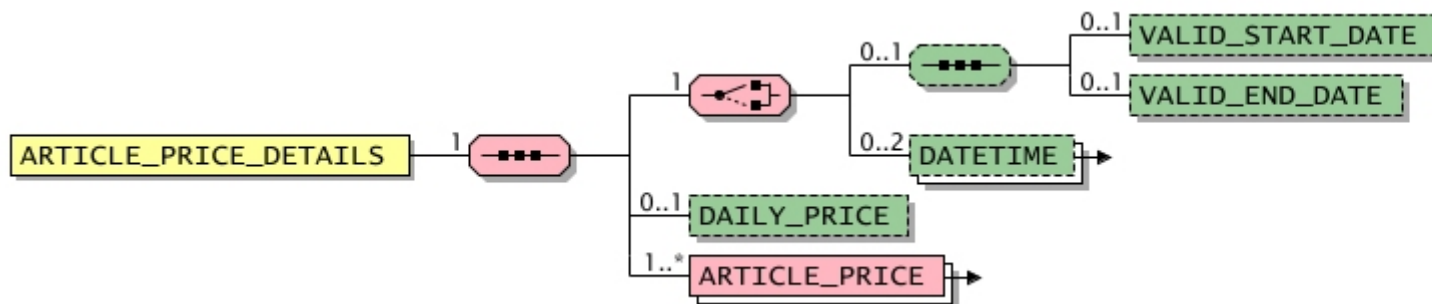 0..1 VALID_START_DATE
1 0..1 0..1 VALID_END_DATE
1 ARTICLE_PRICE_DETAILS
0..2 DATETIME
0..1 DAILY_PRICE
1..* ARTICLE_PRICE